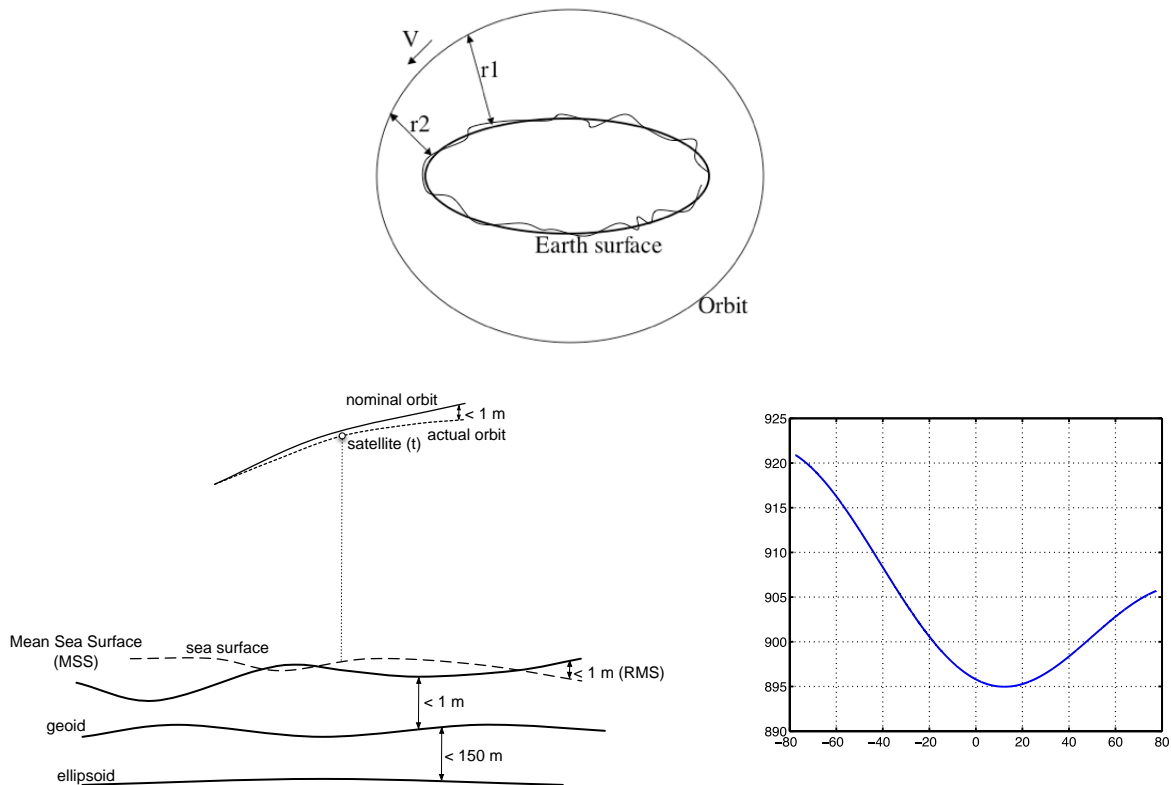 V
r1
r2
Earth surface
Orbit
nominal orbit
< 1 m
actual orbit
satellite (t)
Mean Sea Surface
(MSS)
sea surface
< 1 m (RMS)
< 1 m
geoid
< 150 m
ellipsoid
925
920
915
910
905
900
895
890
−80 −60 −40 −20 0 20 40 60 80